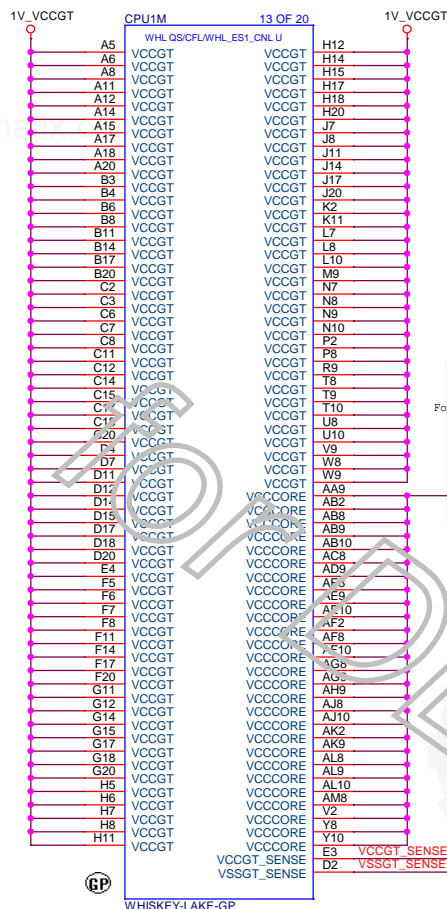 1V_VCCGT CPU1M 13 OF 20 1V_VCCGT
WHL QS/CFL/WHL_ES1_CNL U
A5 VCCGT VCCGT H12
A6 VCCGT VCCGT H14
A8 VCCGT VCCGT H15
A11 VCCGT VCCGT H17
A12 VCCGT VCCGT H18
A14 VCCGT VCCGT H20
A15 VCCGT VCCGT J7
A17 VCCGT VCCGT J8
A18 VCCGT VCCGT J11
A20 VCCGT VCCGT J14
B3 VCCGT VCCGT J17
B4 VCCGT VCCGT J20
B6 VCCGT VCCGT K2
B8 VCCGT VCCGT K11
B11 VCCGT VCCGT L7
B14 VCCGT VCCGT L8
B17 VCCGT VCCGT L10
B20 VCCGT VCCGT M9
C2 VCCGT VCCGT N7
C3 VCCGT VCCGT N8
C6 VCCGT VCCGT N9
C7 VCCGT VCCGT N10
C8 VCCGT VCCGT P2
C11 VCCGT VCCGT P8
C12 VCCGT VCCGT R9
C14 VCCGT VCCGT T8
C15 VCCGT VCCGT T9
VCCGT VCCGT T10
VCCGT VCCGT U8
C20 VCCGT VCCGT U10
D4 VCCGT VCCGT V9
D7 VCCGT VCCGT W8
D11 VCCGT VCCGT W9
D12 VCCGT VCCCORE AA9
D14 VCCGT VCCCORE AB2
D15 VCCGT VCCCORE AB8
D17 VCCGT VCCCORE AB9
D18 VCCGT VCCCORE AB10
D20 VCCGT VCCCORE AC8
E4 VCCGT VCCCORE AD9
F5 VCCGT VCCCORE AE8
F6 VCCGT VCCCORE AE9
F7 VCCGT VCCCORE AE10
F8 VCCGT VCCCORE AF2
F11 VCCGT VCCCORE AF8
F14 VCCGT VCCCORE AF10
F17 VCCGT VCCCORE AG8
F20 VCCGT VCCCORE AG9
G11 VCCGT VCCCORE AH9
G12 VCCGT VCCCORE AJ8
G14 VCCGT VCCCORE AJ10
G15 VCCGT VCCCORE AK2
G17 VCCGT VCCCORE AK9
G18 VCCGT VCCCORE AL8
G20 VCCGT VCCCORE AL9
H5 VCCGT VCCCORE AL10
H6 VCCGT VCCCORE AM8
H7 VCCGT VCCCORE V2
H8 VCCGT VCCCORE Y8
H11 VCCGT VCCCORE Y10
VCCGT_SENSE E3 VCCGT_SENSE
VSSGT_SENSE D2 VSSGT_SENSE
GP
WHISKEY-LAKE-GP
for